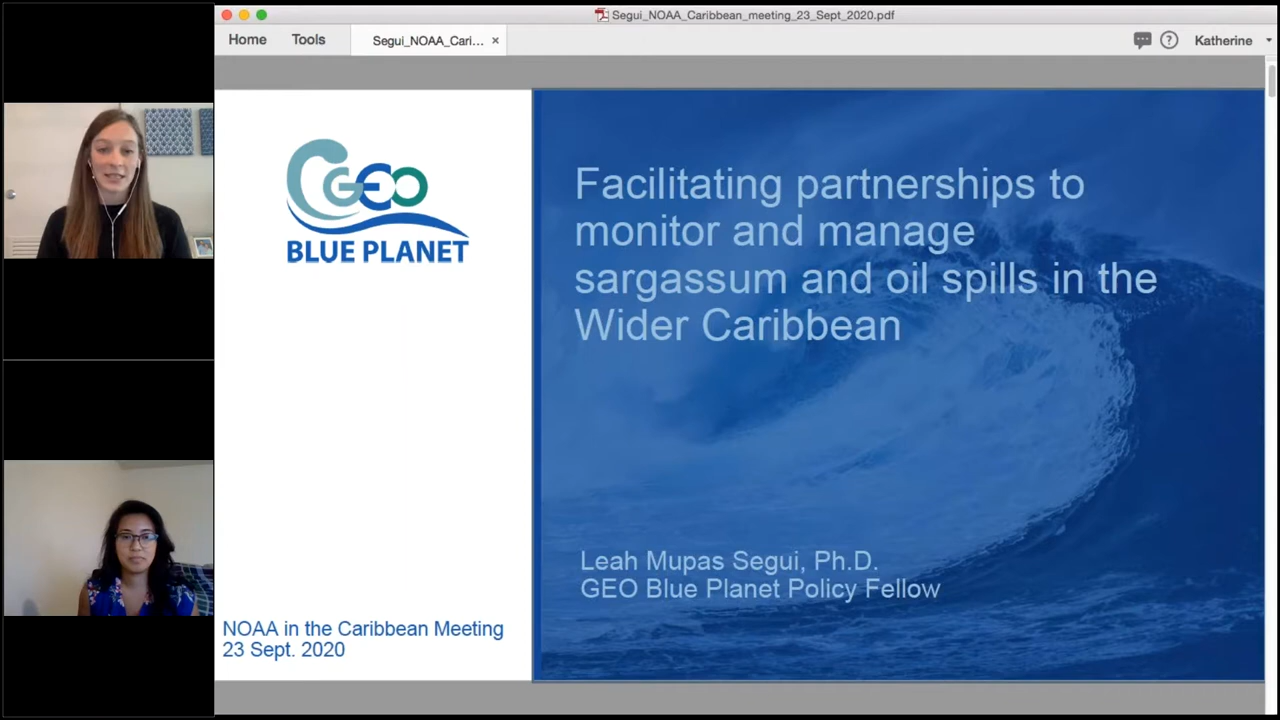 Segui_NOAA_Caribbean_meeting_23_Sept_2020.pdf
Home Tools Segui_NOAA_Cari... × ? Katherine
GEO
BLUE PLANET
Facilitating partnerships to
monitor and manage
sargassum and oil spills in the
Wider Caribbean
Leah Mupas Segui, Ph.D.
GEO Blue Planet Policy Fellow
NOAA in the Caribbean Meeting
23 Sept. 2020